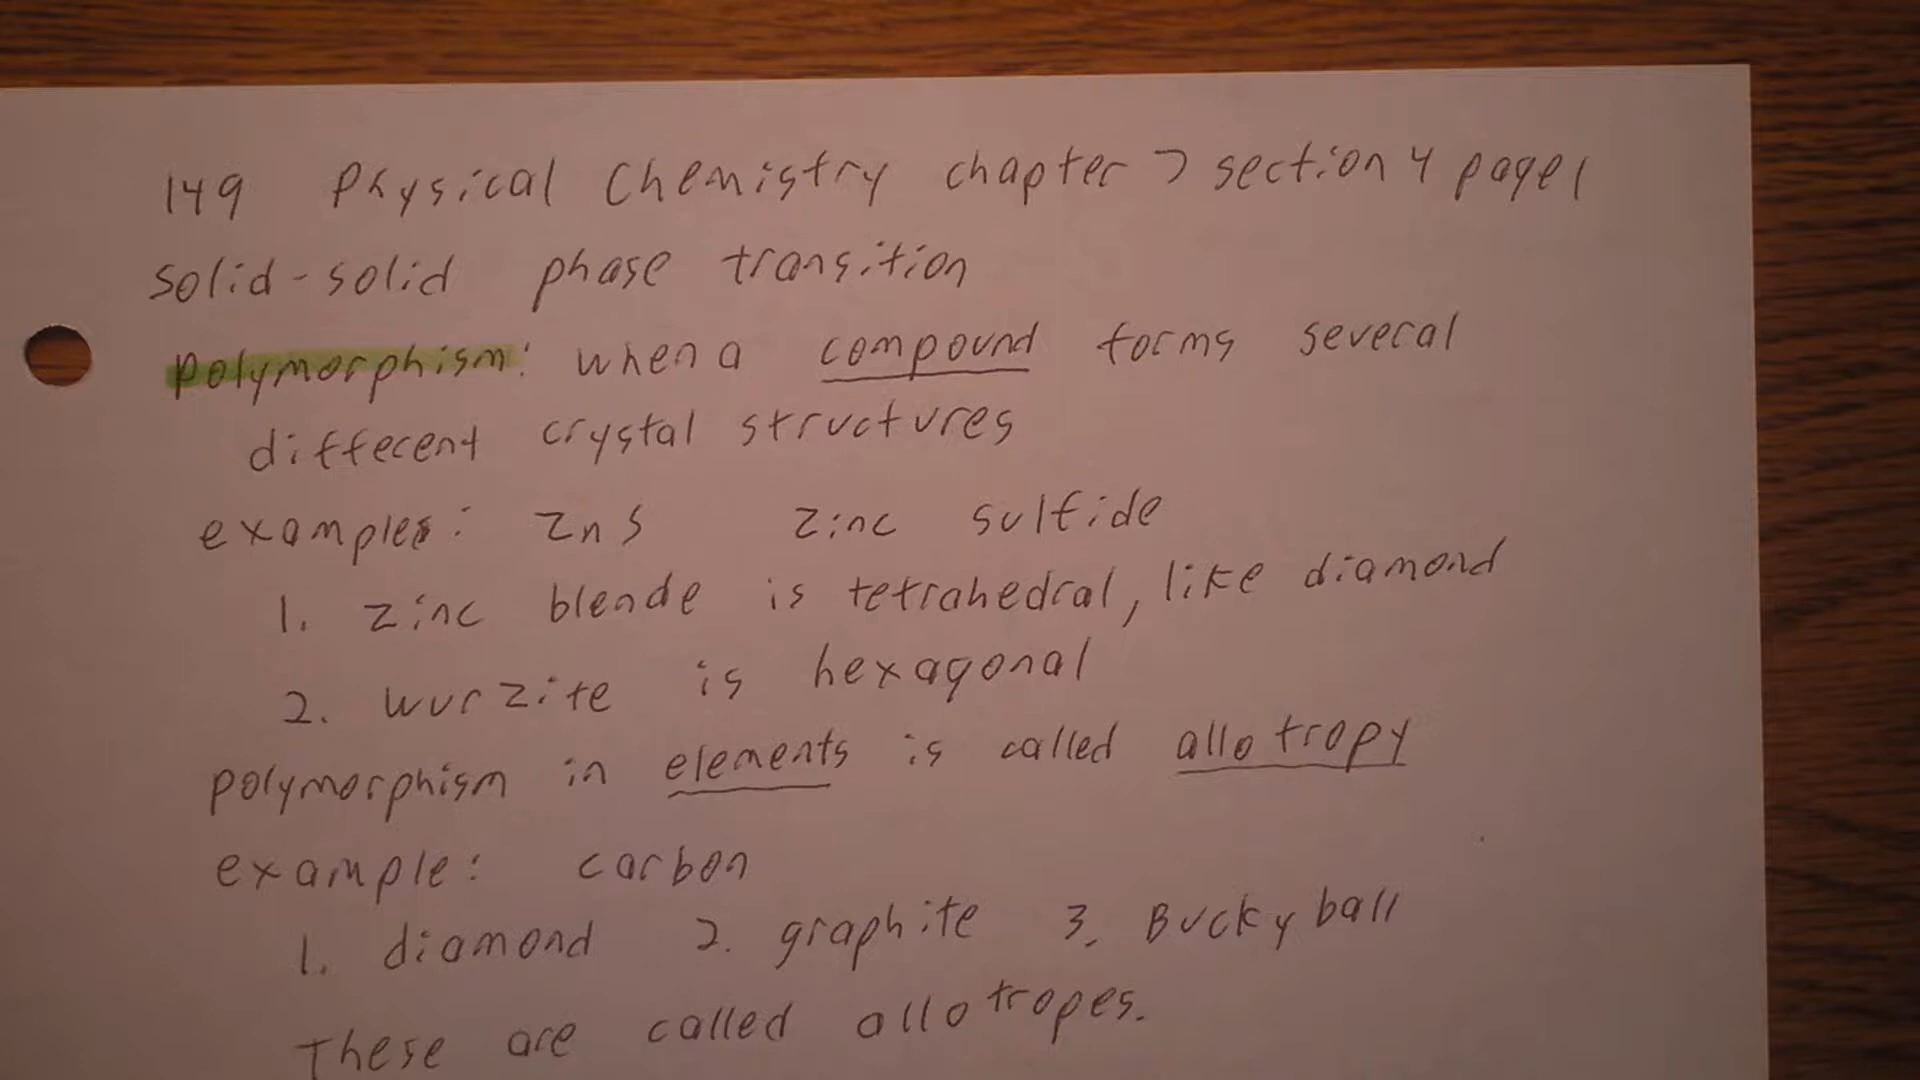 149 Physical Chemistry chapter 7 section 4 page 1
solid-solid phase transition
polymorphism: when a compound forms several
different crystal structures
examples: ZnS zinc sulfide
1. zinc blende is tetrahedral, like diamond
2. wurzite is hexagonal
polymorphism in elements is called allotropy
example: carbon
1. diamond 2. graphite 3. Bucky ball
These are called allotropes.